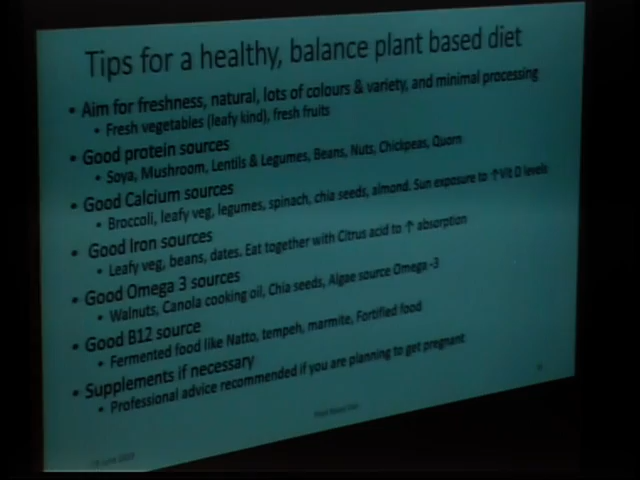 Tips for a healthy, balance plant based diet
• Aim for freshness, natural, lots of colours & variety, and minimal processing
• Fresh vegetables (leafy kind), fresh fruits
• Good protein sources
• Soya, Mushroom, Lentils & Legumes, Beans, Nuts, Chickpeas, Quorn
• Good Calcium sources
• Broccoli, leafy veg, legumes, spinach, chia seeds, almond. Sun exposure to ↑Vit D levels
• Good Iron sources
• Leafy veg, beans, dates. Eat together with Citrus acid to ↑ absorption
• Good Omega 3 sources
• Walnuts, Canola cooking oil, Chia seeds, Algae source Omega -3
• Good B12 source
• Fermented food like Natto, tempeh, marmite, Fortified food
• Supplements if necessary
• Professional advice recommended if you are planning to get pregnant